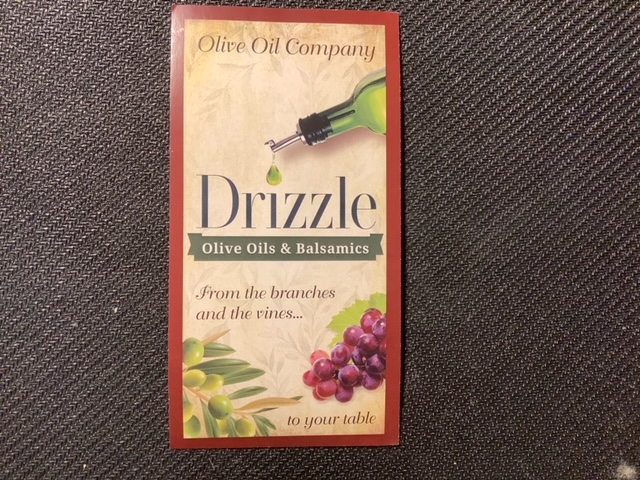 Olive Oil Company
Drizzle
Olive Oils & Balsamics
From the branches
and the vines...
to your table